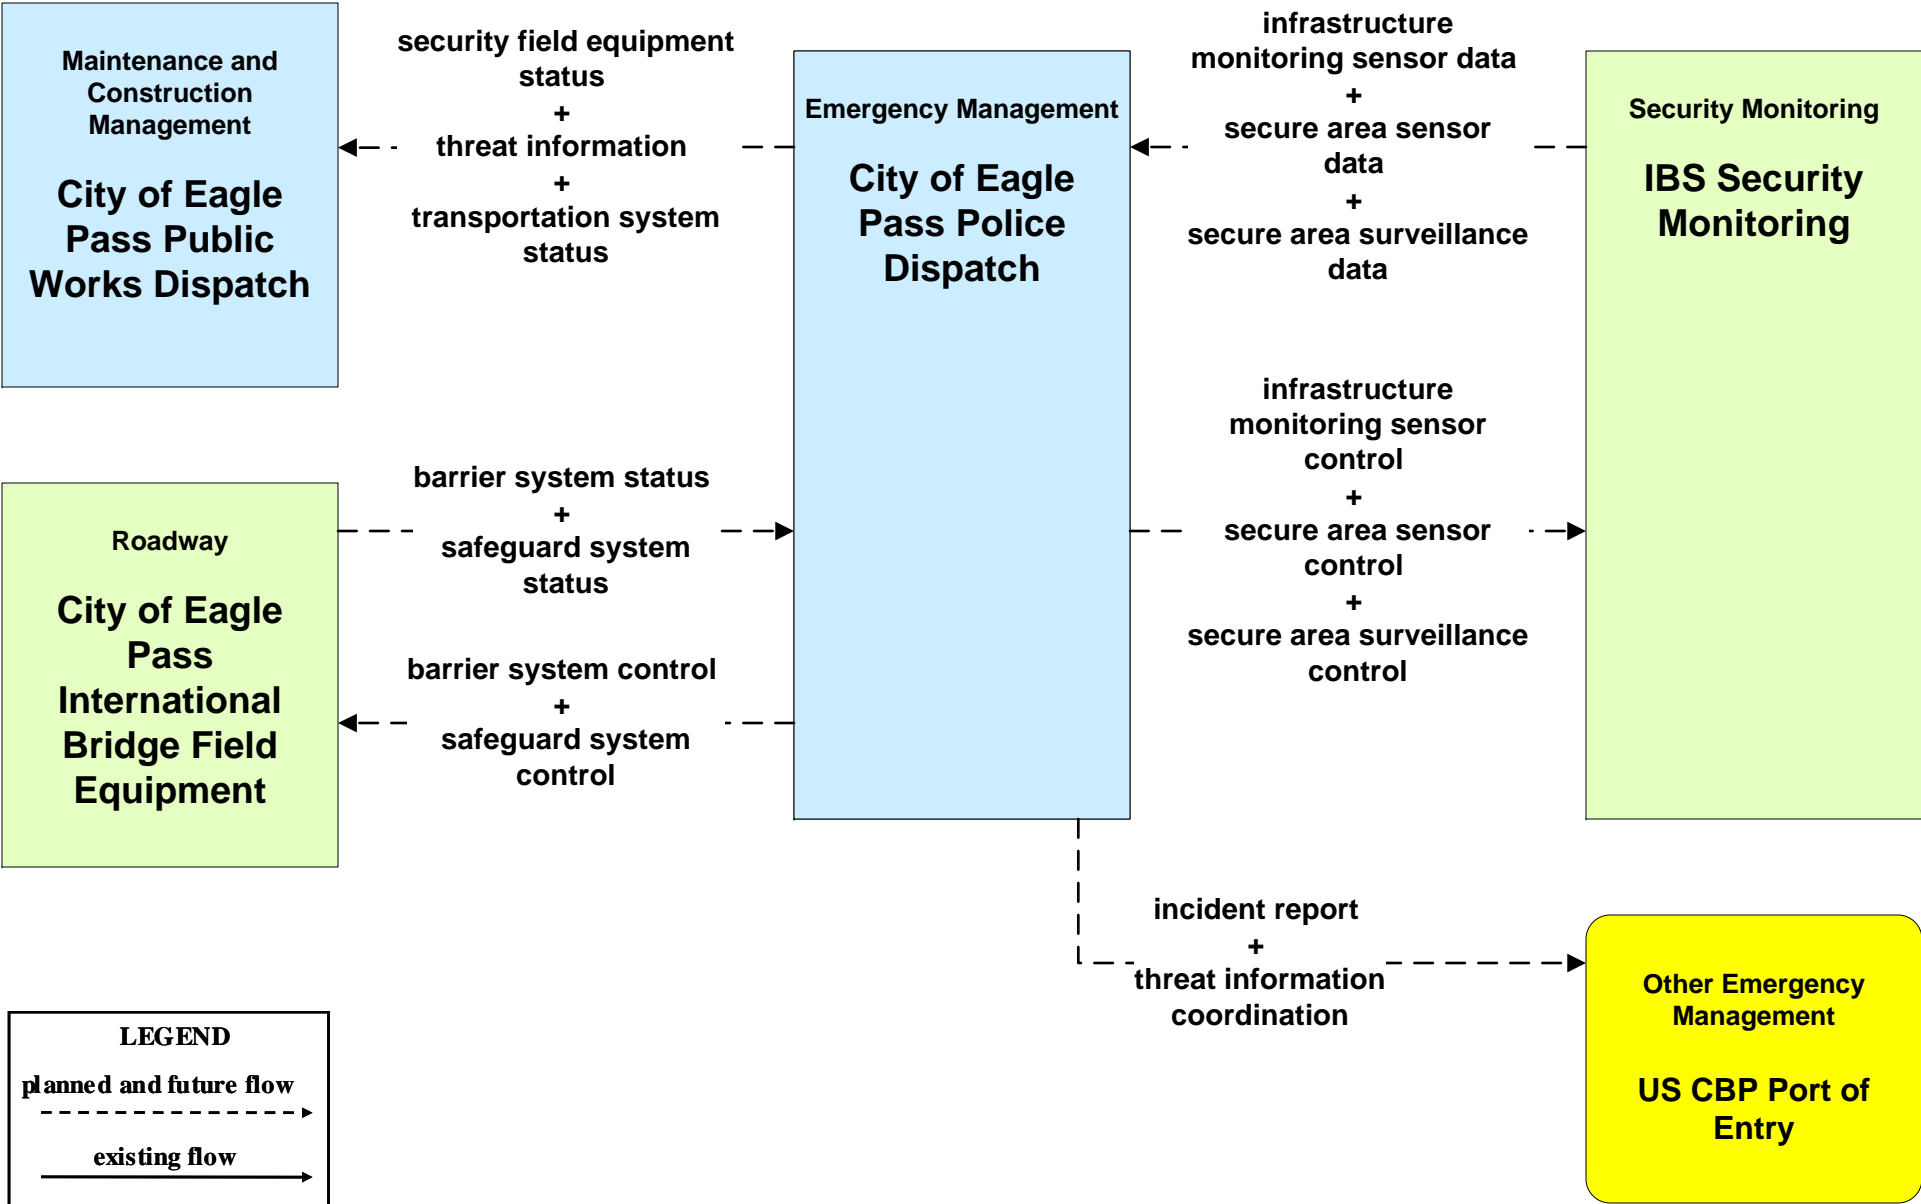 Maintenance and
Construction
Management
City of Eagle
Pass Public
Works Dispatch
security field equipment
status
+
threat information
+
transportation system
status
Emergency Management
City of Eagle
Pass Police
Dispatch
infrastructure
monitoring sensor data
+
secure area sensor
data
+
secure area surveillance
data
Security Monitoring
IBS Security
Monitoring
Roadway
City of Eagle
Pass
International
Bridge Field
Equipment
barrier system status
+
safeguard system
status
barrier system control
+
safeguard system
control
infrastructure
monitoring sensor
control
+
secure area sensor
control
+
secure area surveillance
control
incident report
+
threat information
coordination
Other Emergency
Management
US CBP Port of
Entry
LEGEND
planned and future flow
existing flow